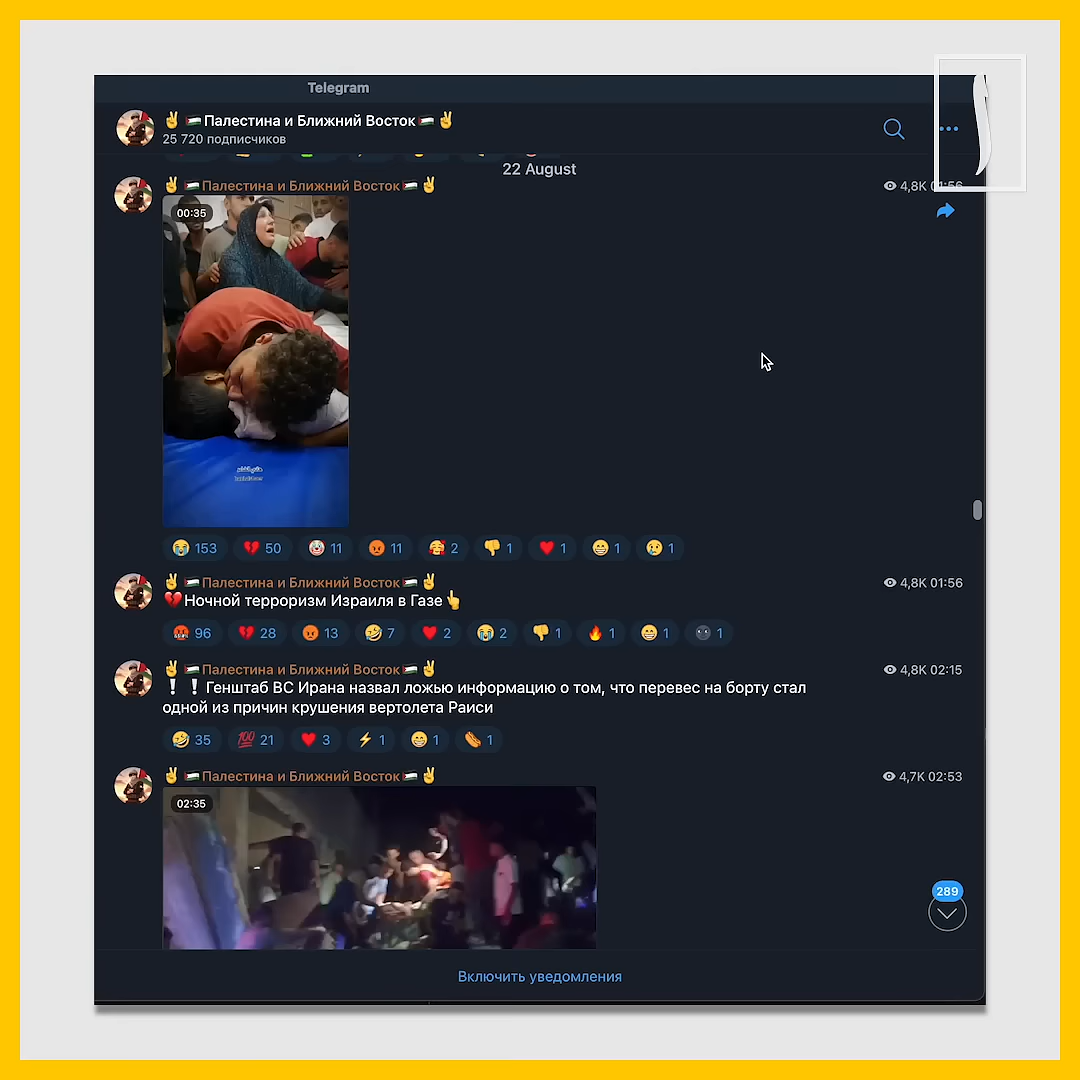 Telegram
✌️🇵🇸Палестина и Ближний Восток🇵🇸✌️
25 720 подписчиков
22 August
✌️🇵🇸Палестина и Ближний Восток🇵🇸✌️
4,8K 01:56
00:35
😭 153 💔 50 🤡 11 😡 11 🥰 2 👎 1 ❤️ 1 😁 1 😢 1
✌️🇵🇸Палестина и Ближний Восток🇵🇸✌️
4,8K 01:56
💔Ночной терроризм Израиля в Газе👆
🤬 96 💔 28 😡 13 🤣 7 ❤️ 2 😭 2 👎 1 🔥 1 😁 1 🌚 1
✌️🇵🇸Палестина и Ближний Восток🇵🇸✌️
4,8K 02:15
❗️❗️Генштаб ВС Ирана назвал ложью информацию о том, что перевес на борту стал
одной из причин крушения вертолета Раиси
🤣 35 💯 21 ❤️ 3 ⚡ 1 😁 1 🌭 1
✌️🇵🇸Палестина и Ближний Восток🇵🇸✌️
4,7K 02:53
02:35
289
Включить уведомления